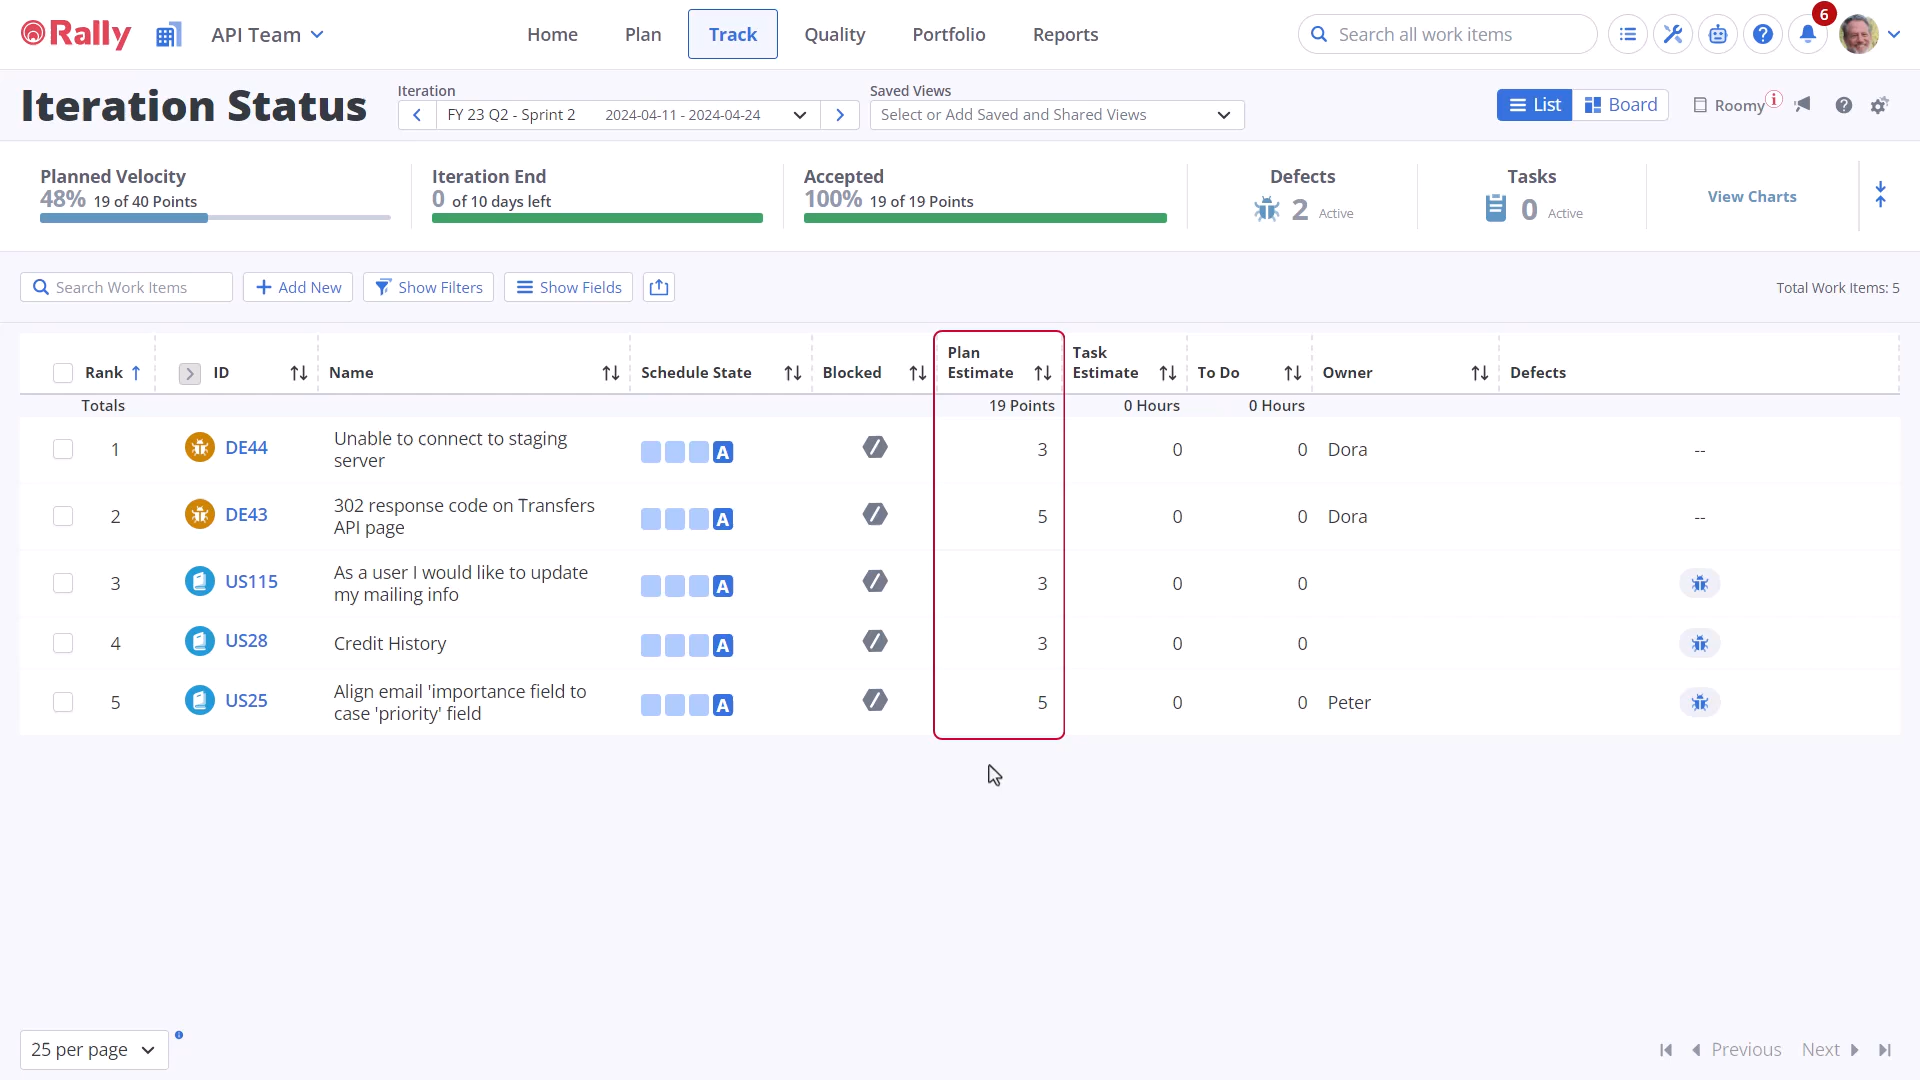 Rally
API Team
Home
Plan
Track
Quality
Portfolio
Reports
Search all work items
6
Iteration Status
Iteration
FY 23 Q2 - Sprint 2 2024-04-11 - 2024-04-24
Saved Views
Select or Add Saved and Shared Views
List
Board
Roomy
Planned Velocity
48% 19 of 40 Points
Iteration End
0 of 10 days left
Accepted
100% 19 of 19 Points
Defects
2 Active
Tasks
0 Active
View Charts
Search Work Items
Add New
Show Filters
Show Fields
Total Work Items: 5
Rank
ID
Name
Schedule State
Blocked
Plan
Estimate
Task
Estimate
To Do
Owner
Defects
Totals 19 Points 0 Hours 0 Hours
1 DE44 Unable to connect to staging
server A 3 0 0 Dora --
2 DE43 302 response code on Transfers
API page A 5 0 0 Dora --
3 US115 As a user I would like to update
my mailing info A 3 0 0
4 US28 Credit History A 3 0 0
5 US25 Align email 'importance field to
case 'priority' field A 5 0 0 Peter
25 per page
Previous
Next